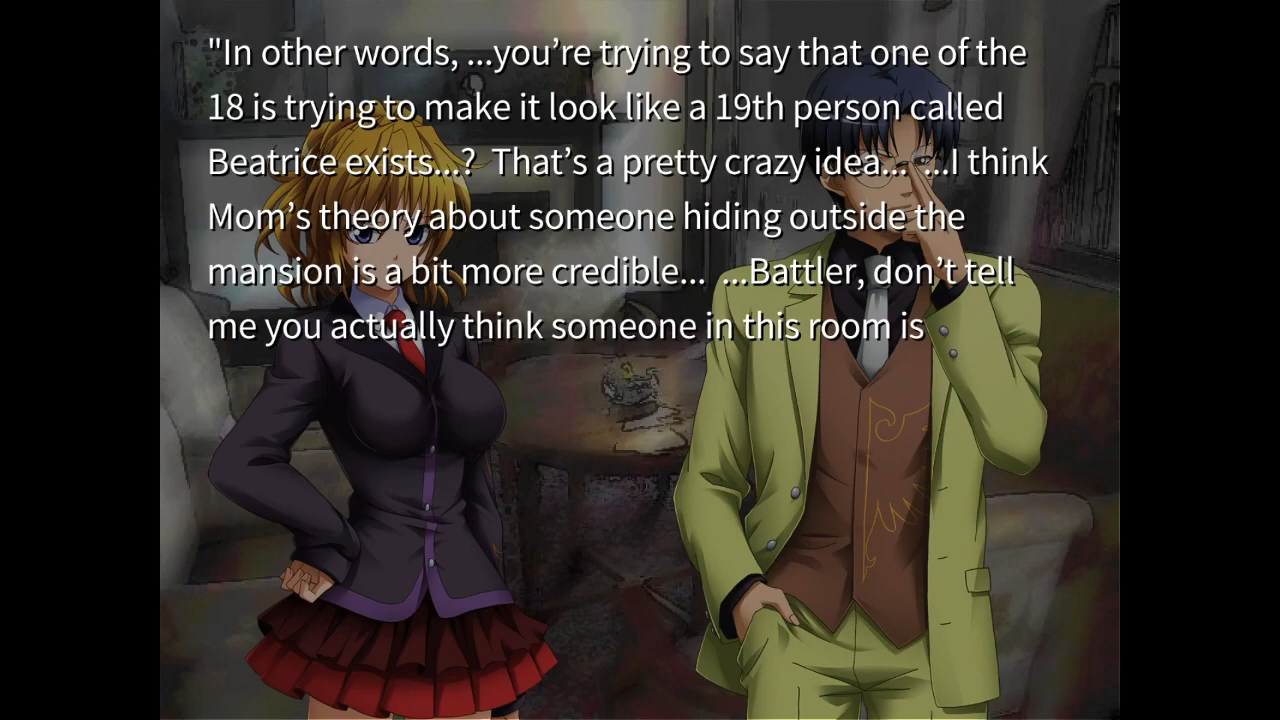 "In other words, ...you’re trying to say that one of the
18 is trying to make it look like a 19th person called
Beatrice exists...?  That’s a pretty crazy idea... ...I think
Mom’s theory about someone hiding outside the
mansion is a bit more credible...  ...Battler, don’t tell
me you actually think someone in this room is